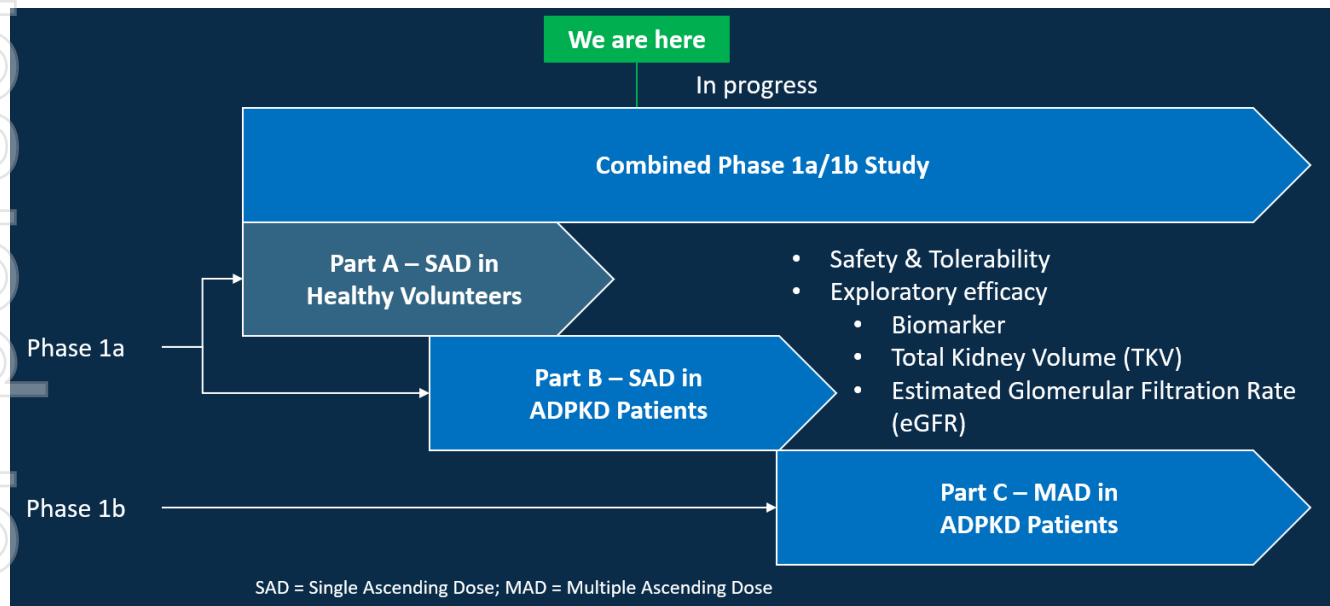 We are here
In progress
Combined Phase 1a/1b Study
Part A – SAD in
Healthy Volunteers
• Safety & Tolerability
• Exploratory efficacy
• Biomarker
• Total Kidney Volume (TKV)
• Estimated Glomerular Filtration Rate
(eGFR)
Phase 1a
Part B – SAD in
ADPKD Patients
Phase 1b
Part C – MAD in
ADPKD Patients
SAD = Single Ascending Dose; MAD = Multiple Ascending Dose